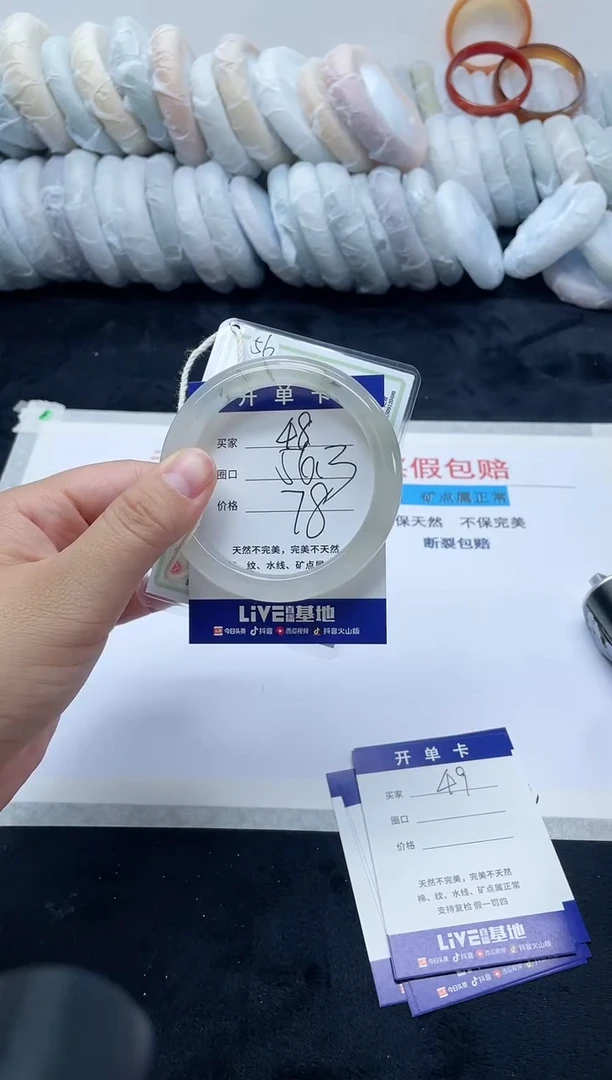 56
开单卡
买家 48
圈口 56.3
价格 78
天然不完美，完美不天然
纹、水线、矿点属
LiVE直播基地
今日头条 抖音 西瓜视频 抖音火山版
假包赔
矿点属正常
保天然 不保完美
断裂包赔
开单卡
买家 49
圈口
价格
天然不完美，完美不天然
棉、纹、水线、矿点属正常
支持复检 假一罚四
LiVE直播基地
今日头条 抖音 西瓜视频 抖音火山版